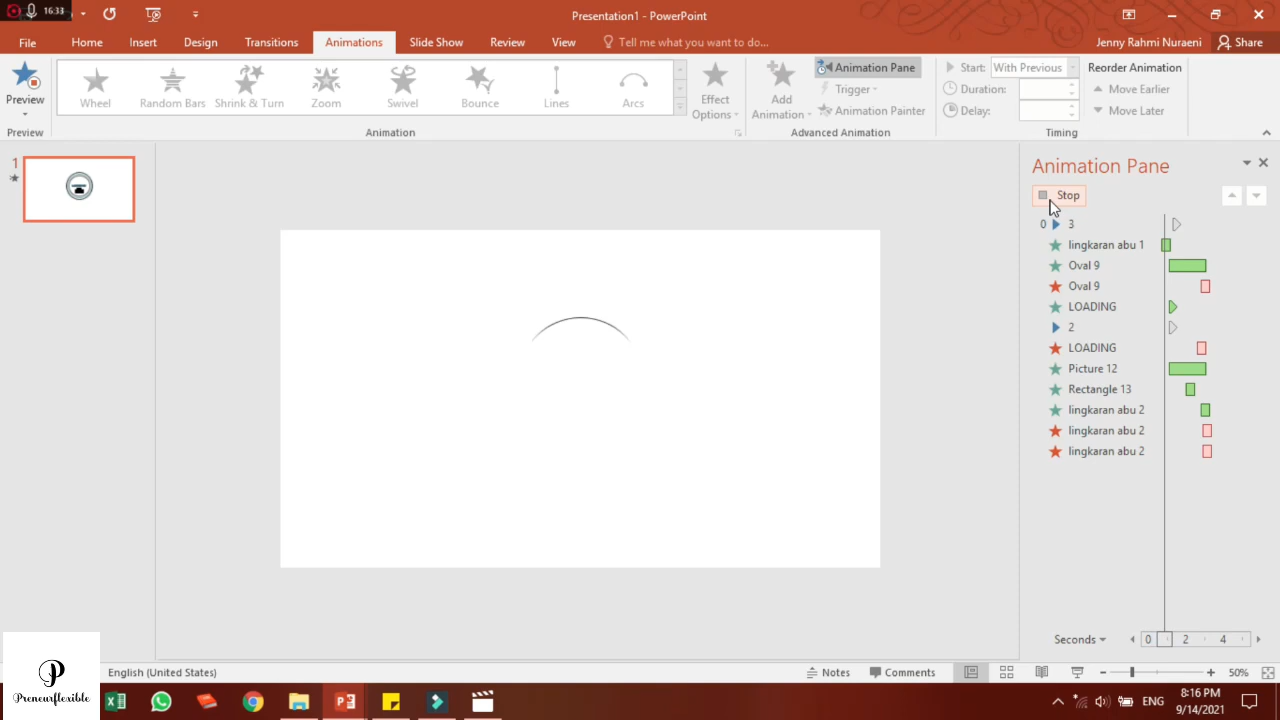 16:33
Presentation1 - PowerPoint
File
Home
Insert
Design
Transitions
Animations
Slide Show
Review
View
Tell me what you want to do...
Jenny Rahmi Nuraeni
Share
Preview
Wheel
Random Bars
Shrink & Turn
Zoom
Swivel
Bounce
Lines
Arcs
Effect
Options
Add
Animation
Animation Pane
Trigger
Animation Painter
Start:
With Previous
Duration:
Delay:
Reorder Animation
Move Earlier
Move Later
Preview
Animation
Advanced Animation
Timing
1
Animation Pane
Stop
0
3
lingkaran abu 1
Oval 9
Oval 9
LOADING
2
LOADING
Picture 12
Rectangle 13
lingkaran abu 2
lingkaran abu 2
lingkaran abu 2
Seconds
0
2
4
P
Preneurflexible
English (United States)
Notes
Comments
50%
ENG
8:16 PM
9/14/2021